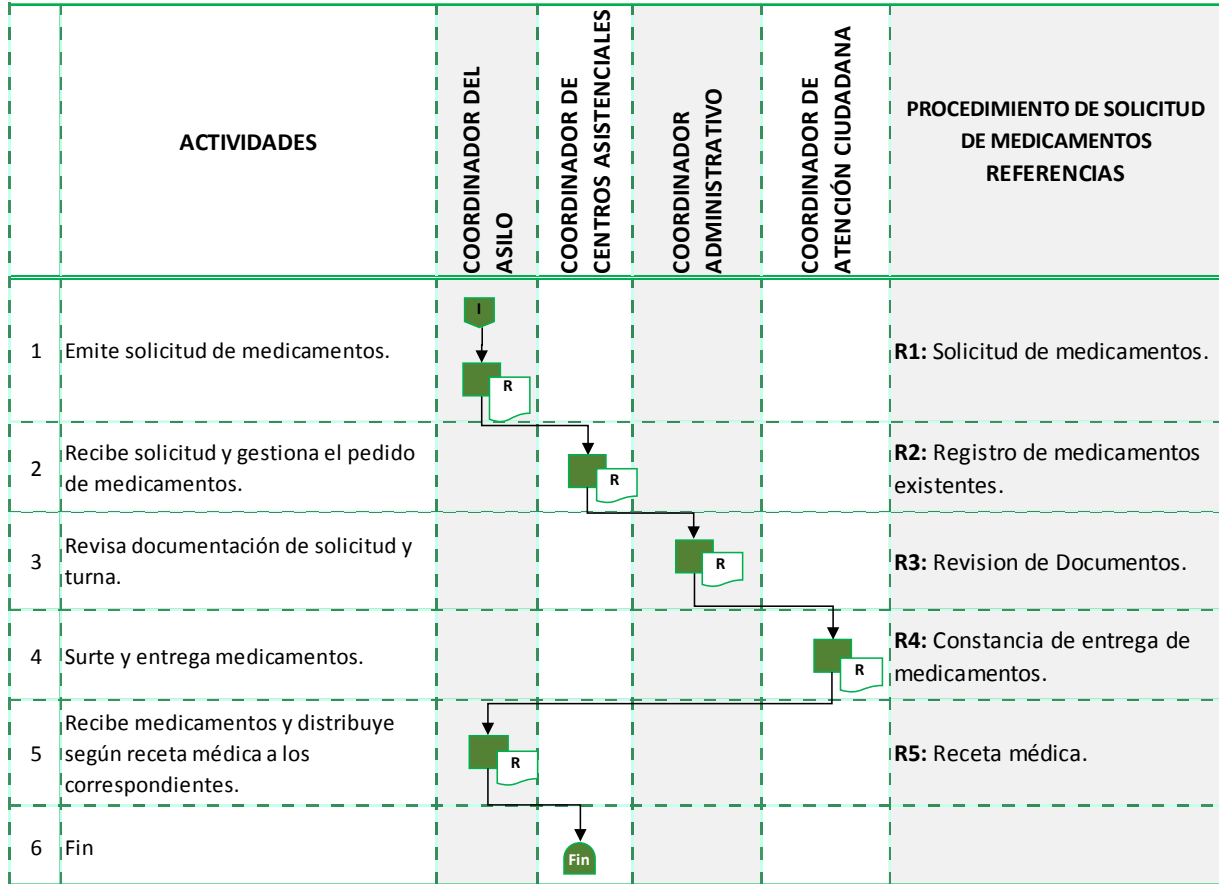 ACTIVIDADES
COORDINADOR DEL
ASILO
COORDINADOR DE
CENTROS ASISTENCIALES
COORDINADOR
ADMINISTRATIVO
COORDINADOR DE
ATENCIÓN CIUDADANA
PROCEDIMIENTO DE SOLICITUD
DE MEDICAMENTOS
REFERENCIAS
I
1 Emite solicitud de medicamentos.
R
R1: Solicitud de medicamentos.
2 Recibe solicitud y gestiona el pedido
de medicamentos.
R
R2: Registro de medicamentos
existentes.
3 Revisa documentación de solicitud y
turna.
R
R3: Revision de Documentos.
4 Surte y entrega medicamentos.
R
R4: Constancia de entrega de
medicamentos.
5 Recibe medicamentos y distribuye
según receta médica a los
correspondientes.
R
R5: Receta médica.
6 Fin
Fin